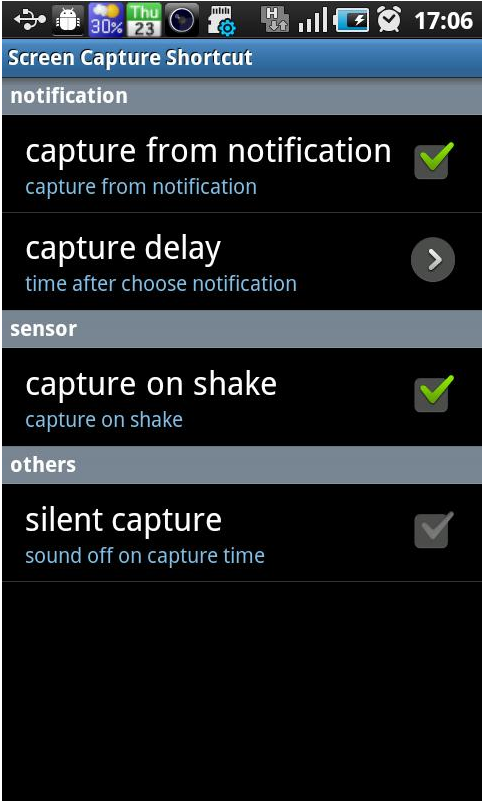 30%
Thu
23
H
17:06
Screen Capture Shortcut
notification
capture from notification
capture from notification
capture delay
time after choose notification
sensor
capture on shake
capture on shake
others
silent capture
sound off on capture time